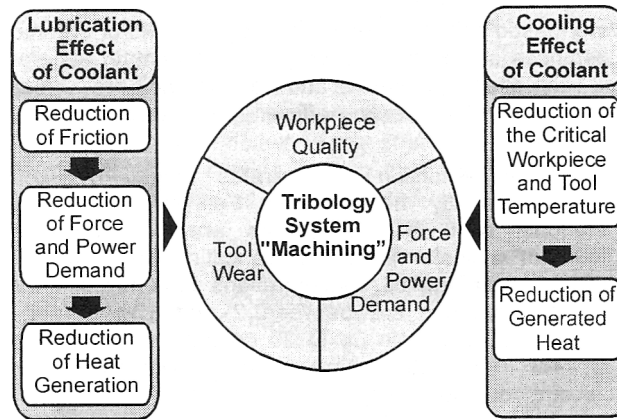 Lubrication
Effect
of Coolant
Reduction
of Friction
Reduction
of Force
and Power
Demand
Reduction
of Heat
Generation
Workpiece
Quality
Tribology
System
"Machining"
Tool
Wear
Force
and
Power
Demand
Cooling
Effect
of Coolant
Reduction of
the Critical
Workpiece
and Tool
Temperature
Reduction of
Generated
Heat